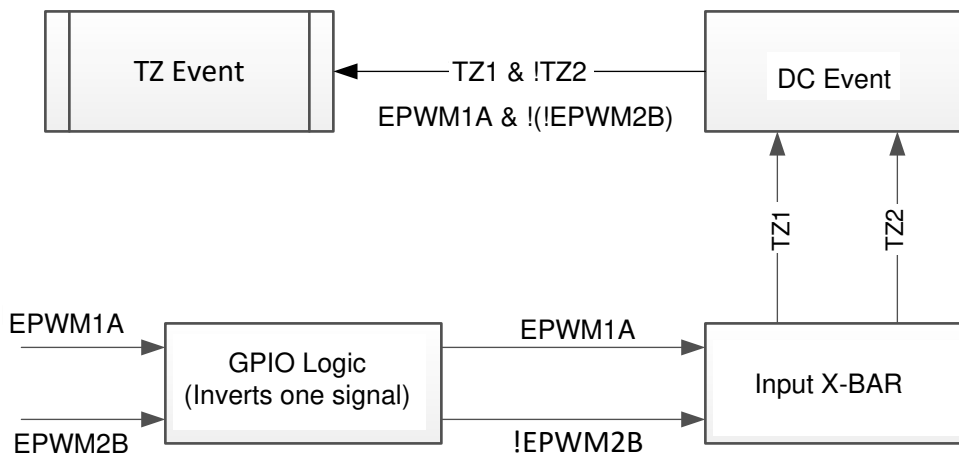 TZ Event
TZ1 & !TZ2
EPWM1A & !(!EPWM2B)
DC Event
TZ1
TZ2
EPWM1A
EPWM2B
GPIO Logic
(Inverts one signal)
EPWM1A
!EPWM2B
Input X-BAR